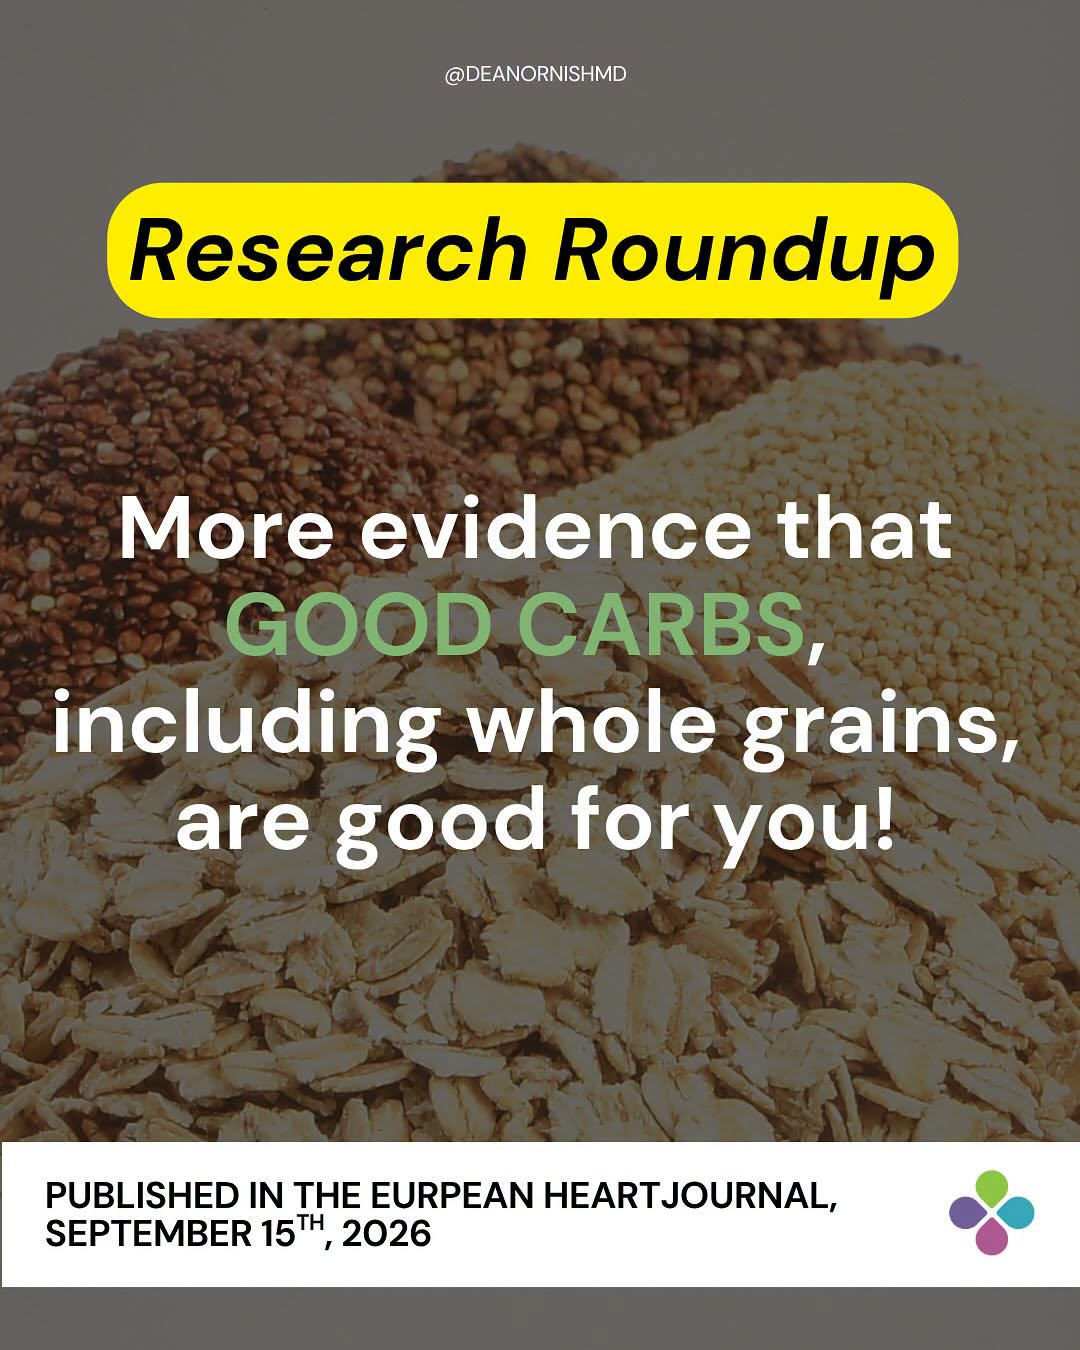 @DEANORNISHMD
Research Roundup
More evidence that
GOOD CARBS,
including whole grains,
are good for you!
PUBLISHED IN THE EURPEAN HEARTJOURNAL,
SEPTEMBER 15TH, 2026